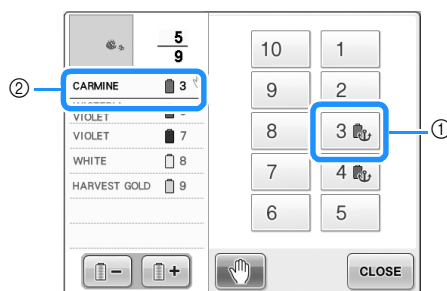 5
9
② CARMINE 3
VIOLET
VIOLET 7
WHITE 8
HARVEST GOLD 9
10 1
9 2
8 3 ①
7 4
6 5
− + CLOSE